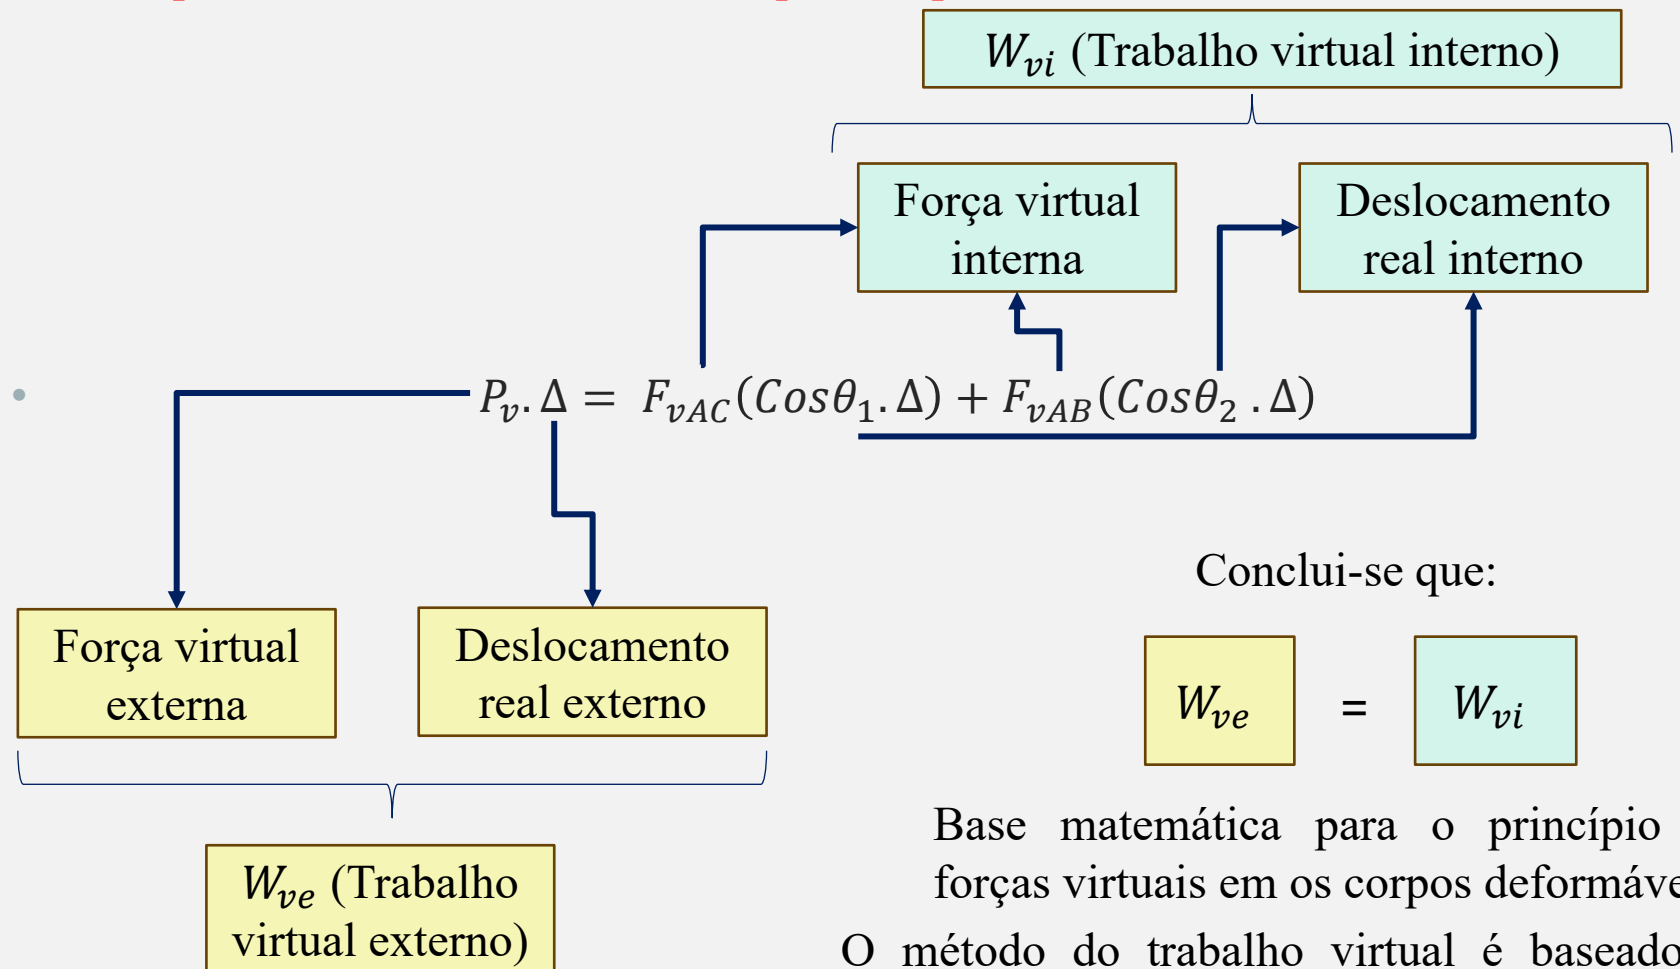 W_vi (Trabalho virtual interno)
Força virtual
interna
Deslocamento
real interno
P_v. Δ = F_vAC(Cosθ_1. Δ) + F_vAB(Cosθ_2 . Δ)
Força virtual
externa
Deslocamento
real externo
W_ve (Trabalho
virtual externo)
Conclui-se que:
W_ve = W_vi
Base matemática para o princípio
forças virtuais em os corpos deformáve
O método do trabalho virtual é baseado